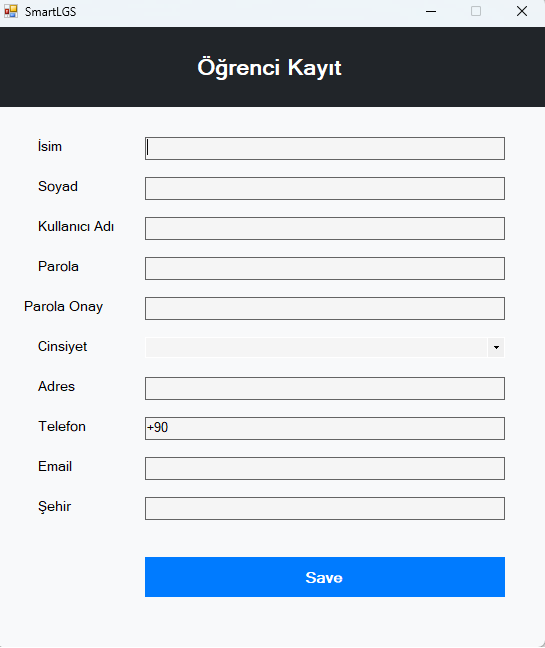 SmartLGS
Öğrenci Kayıt
İsim
Soyad
Kullanıcı Adı
Parola
Parola Onay
Cinsiyet
Adres
Telefon +90
Email
Şehir
Save